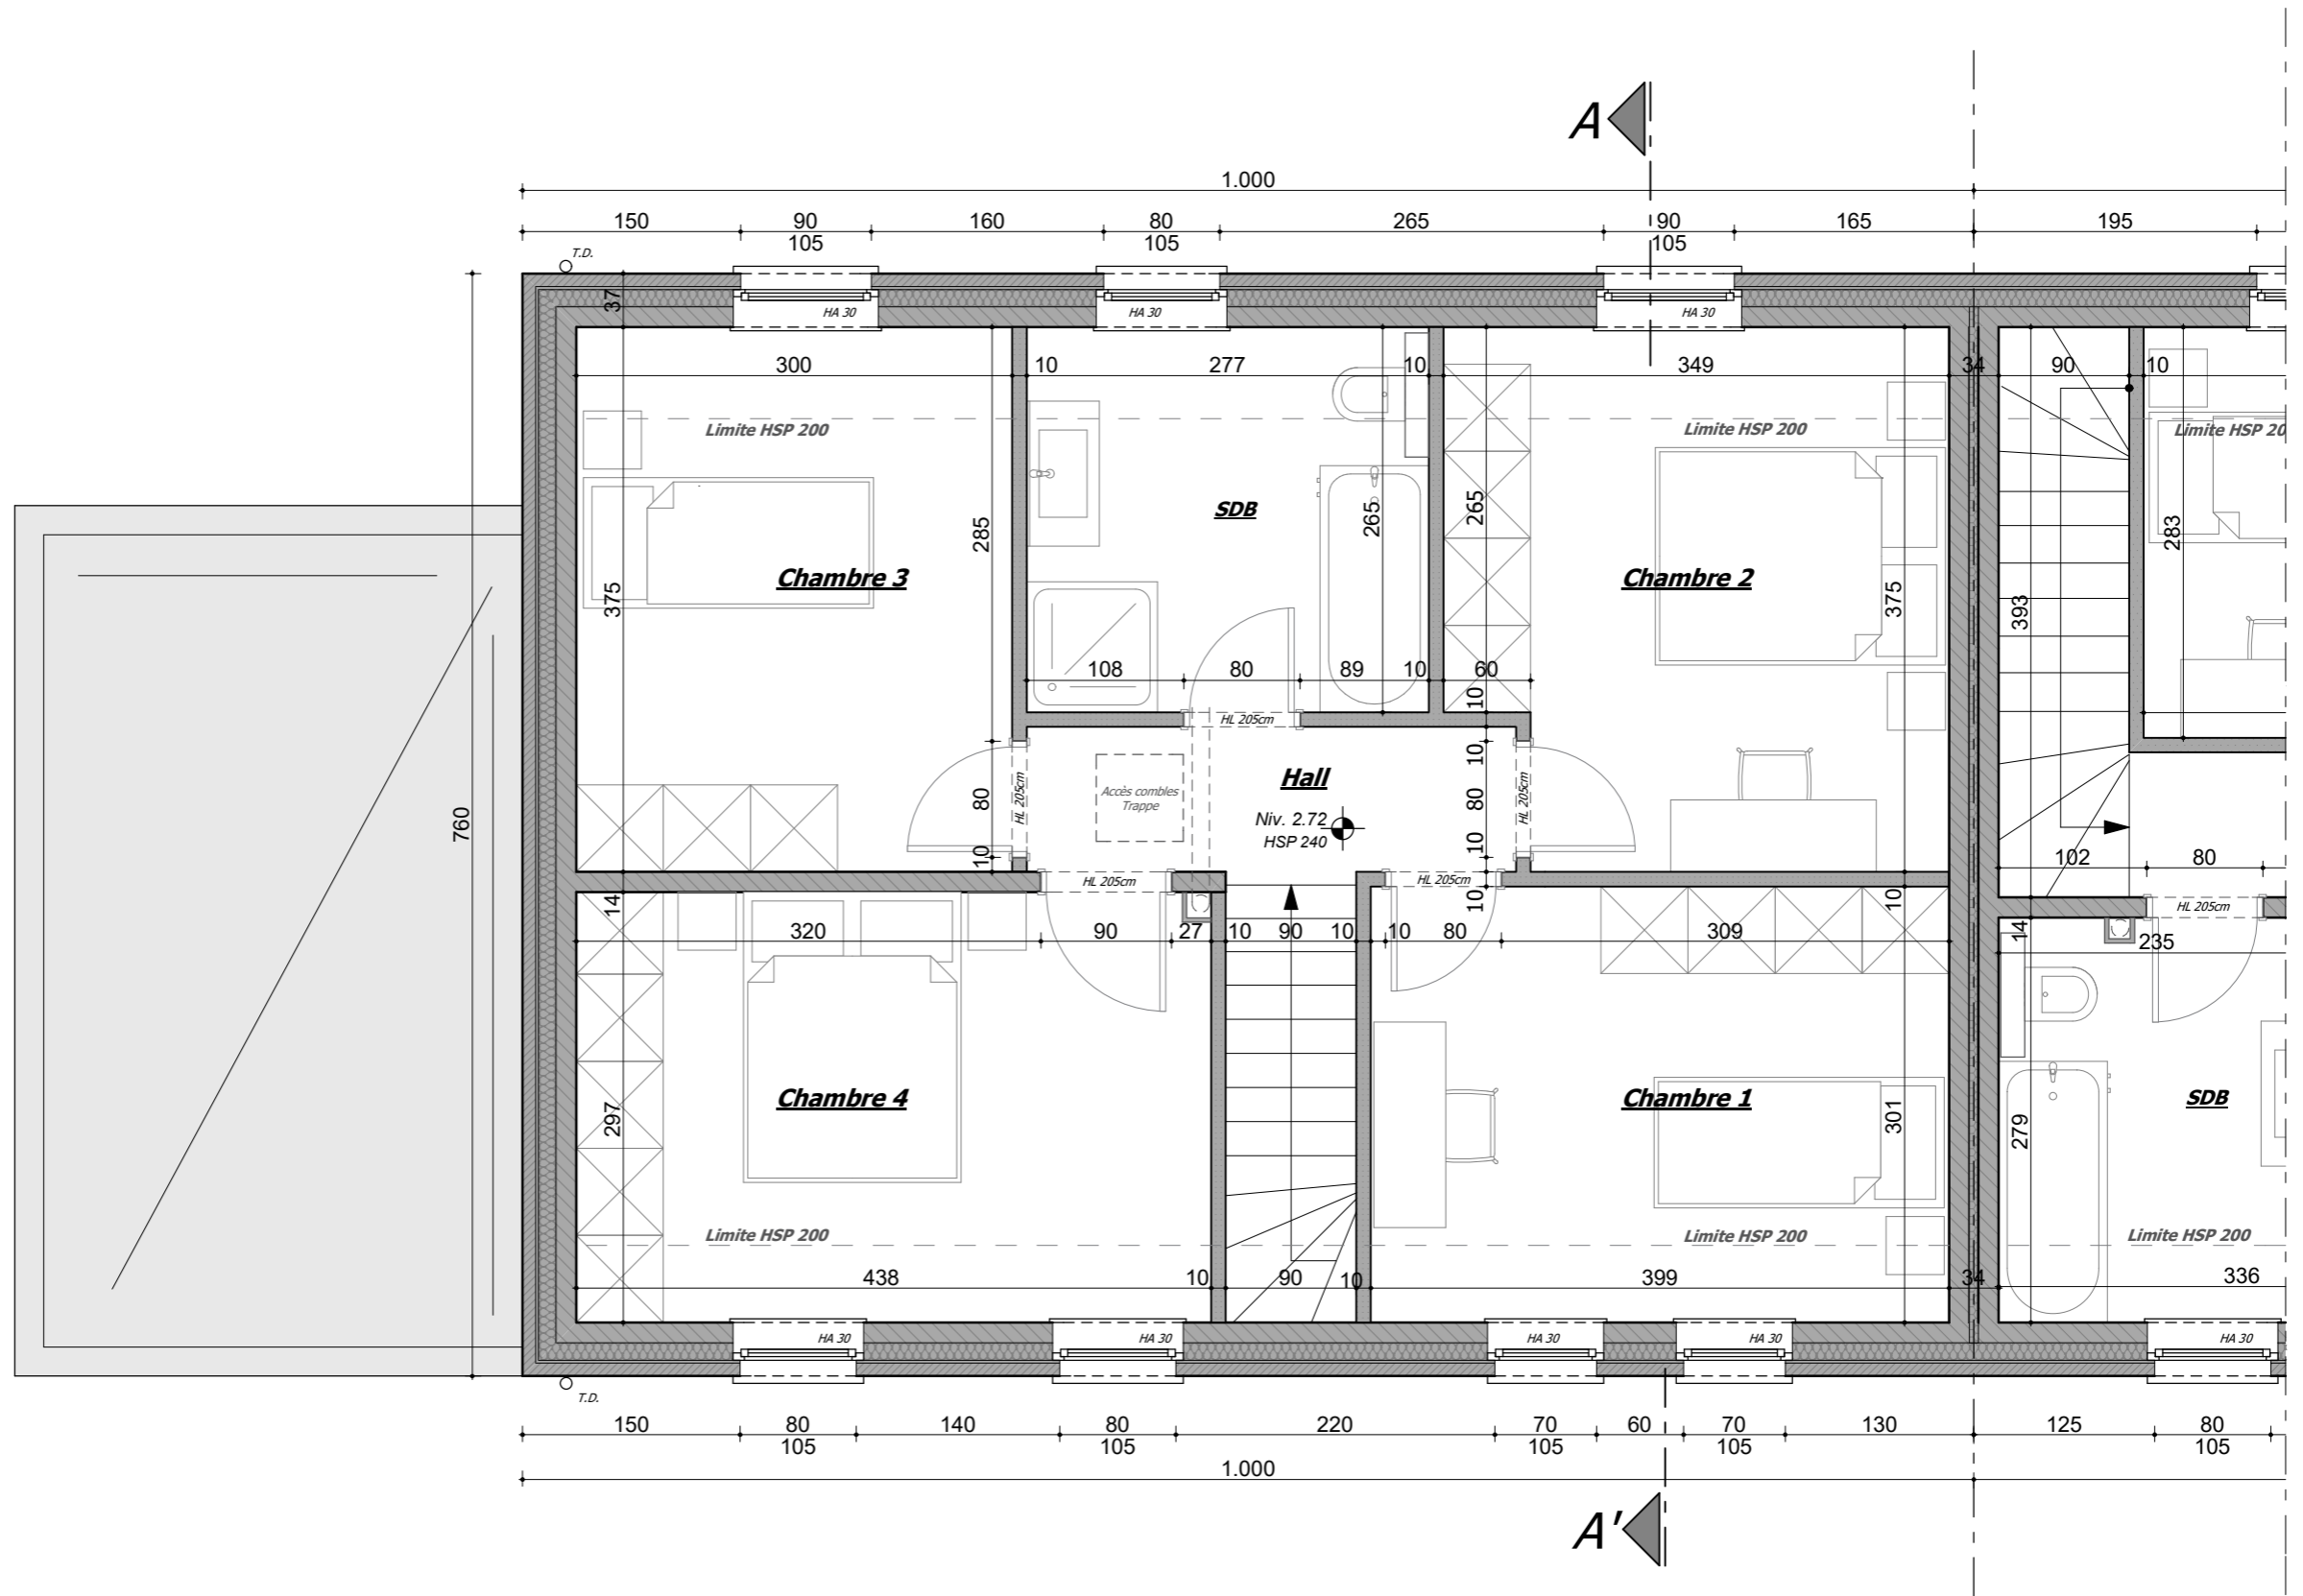 A
1.000
150 90 160 80 265 90 165 195
105 105 105
T.D.
37
HA 30 HA 30 HA 30
300 10 277 10 349 34 90 10
Limite HSP 200 Limite HSP 200 Limite HSP 20
SDB
285 265 265 283
Chambre 3 Chambre 2
375 375 393
108 80 89 10 60
10
HL 205cm
10
Hall
Accès combles
Trappe
HL 205cm 80 80 HL 205cm
760
Niv. 2.72
HSP 240
10 10
102 80
HL 205cm HL 205cm
14 10 10 HL 205cm
14
320 90 27 10 90 10 10 80 309
235
Chambre 4 Chambre 1 SDB
297 301 279
Limite HSP 200 Limite HSP 200 Limite HSP 200
438 10 90 10 399 34 336
HA 30 HA 30 HA 30 HA 30 HA 30
T.D.
150 80 140 80 220 70 60 70 130 125 80
105 105 105 105 105
1.000
A'